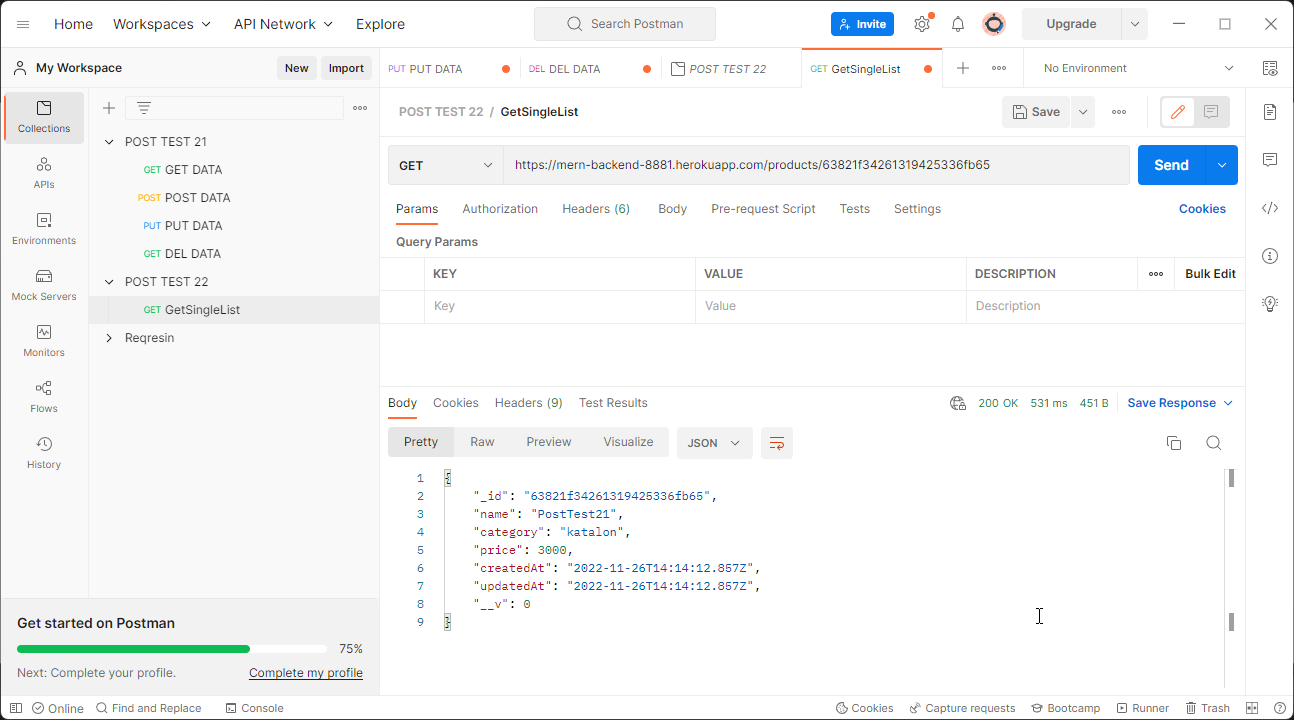 Home Workspaces API Network Explore Search Postman Invite Upgrade
My Workspace New Import PUT PUT DATA DEL DEL DATA POST TEST 22 GET GetSingleList No Environment
Collections
APIs
Environments
Mock Servers
Monitors
Flows
History
POST TEST 21
GET GET DATA
POST POST DATA
PUT PUT DATA
GET DEL DATA
POST TEST 22
GET GetSingleList
Reqresin
Get started on Postman
75%
Next: Complete your profile. Complete my profile
POST TEST 22 / GetSingleList Save
GET https://mern-backend-8881.herokuapp.com/products/63821f34261319425336fb65 Send
Params Authorization Headers (6) Body Pre-request Script Tests Settings Cookies
Query Params
KEY VALUE DESCRIPTION Bulk Edit
Key Value Description
Body Cookies Headers (9) Test Results 200 OK 531 ms 451 B Save Response
Pretty Raw Preview Visualize JSON
1 {
2 "_id": "63821f34261319425336fb65",
3 "name": "PostTest21",
4 "category": "katalon",
5 "price": 3000,
6 "createdAt": "2022-11-26T14:14:12.857Z",
7 "updatedAt": "2022-11-26T14:14:12.857Z",
8 "__v": 0
9 }
Online Find and Replace Console Cookies Capture requests Bootcamp Runner Trash